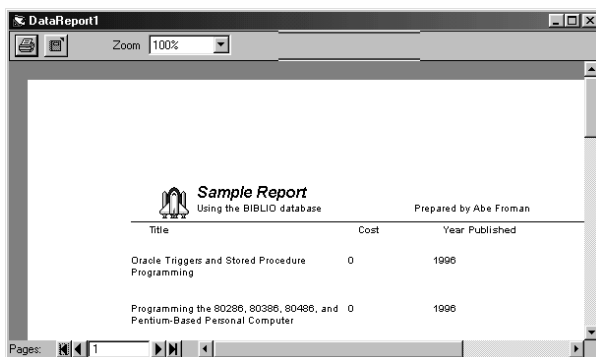 DataReport1
Zoom 100%
Sample Report
Using the BIBLIO database
Prepared by Abe Froman
Title Cost Year Published
Oracle Triggers and Stored Procedure 0 1996
Programming
Programming the 80286, 80386, 80486, and 0 1996
Pentium-Based Personal Computer
Pages: 1